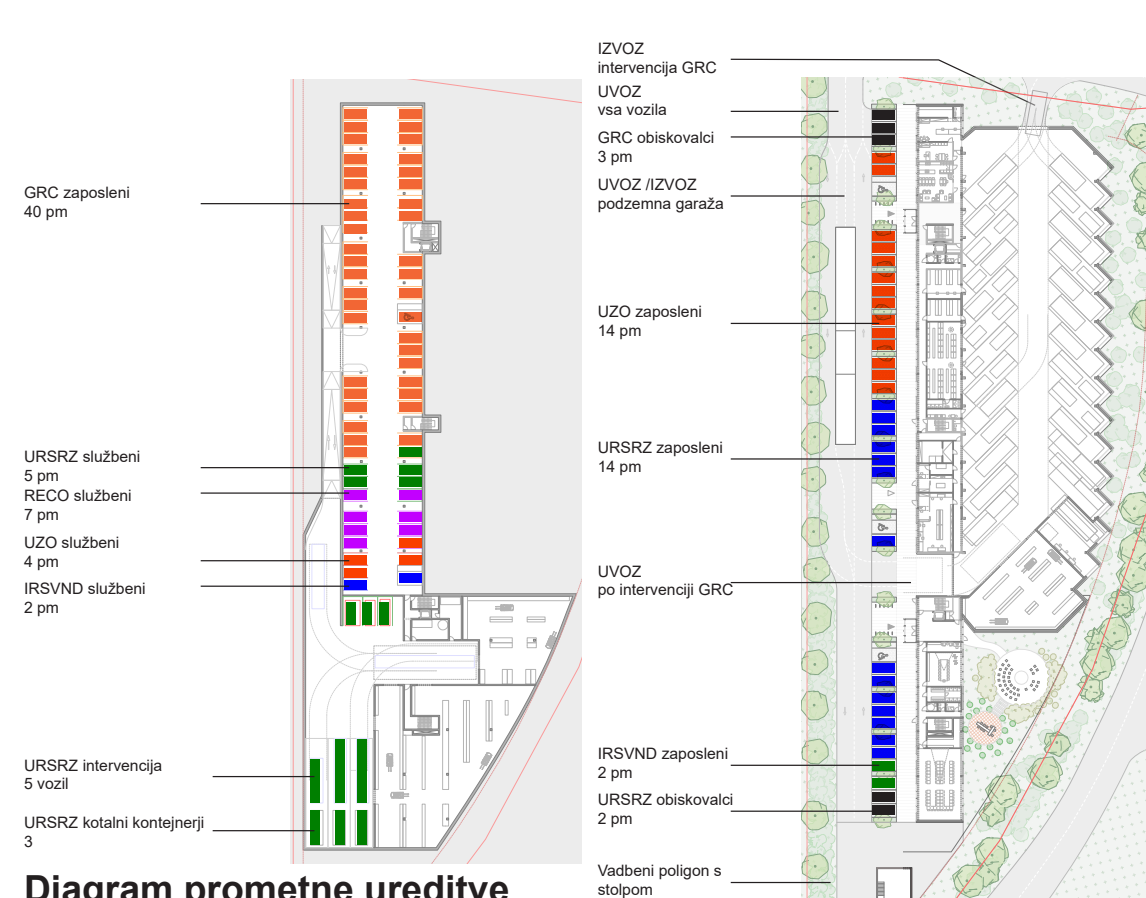 GRC zaposleni
40 pm
URSRZ službeni
5 pm
RECO službeni
7 pm
UZO službeni
4 pm
IRSVND službeni
2 pm
URSRZ intervencija
5 vozil
URSRZ kotalni kontejnerji
3
Diagram prometne ureditve
IZVOZ
intervencija GRC
UVOZ
vsa vozila
GRC obiskovalci
3 pm
UVOZ /IZVOZ
podzemna garaža
UZO zaposleni
14 pm
URSRZ zaposleni
14 pm
UVOZ
po intervenciji GRC
IRSVND zaposleni
2 pm
URSRZ obiskovalci
2 pm
Vadbeni poligon s
stolpom